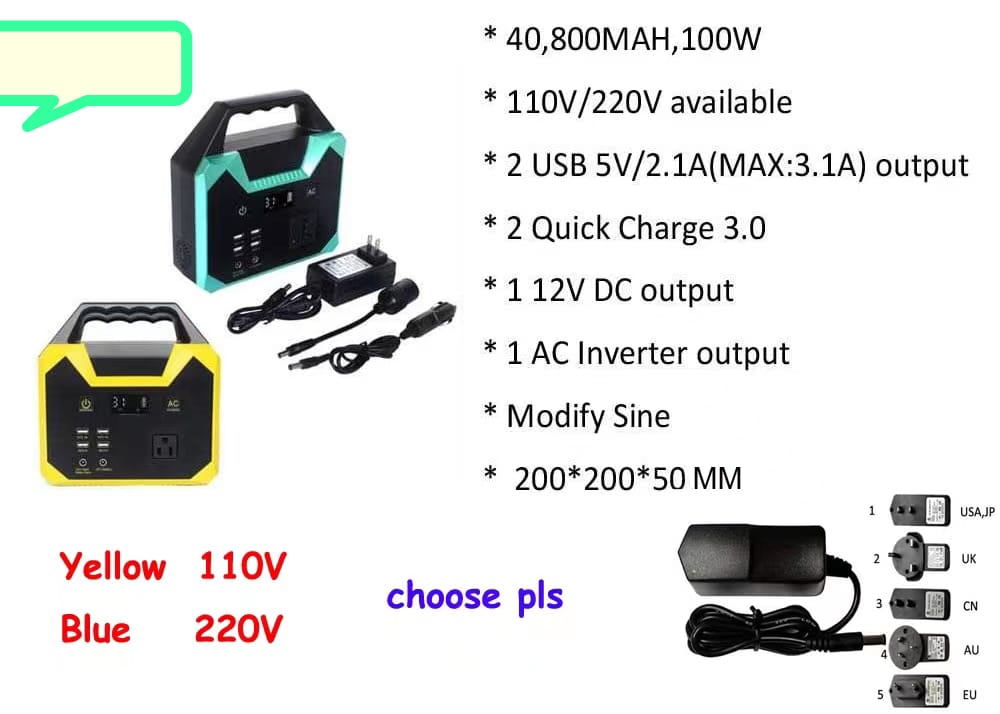 * 40,800MAH,100W
* 110V/220V available
* 2 USB 5V/2.1A(MAX:3.1A) output
* 2 Quick Charge 3.0
* 1 12V DC output
* 1 AC Inverter output
* Modify Sine
* 200*200*50 MM
AC
31
31
AC
Yellow 110V
Blue 220V
choose pls
1 USA,JP
2 UK
3 CN
4 AU
5 EU